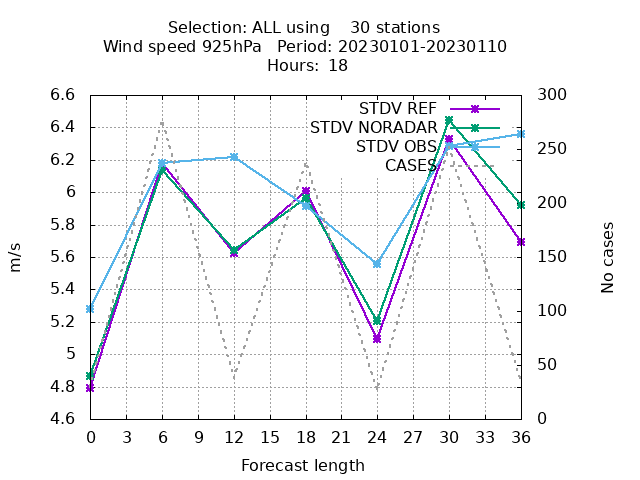 Selection: ALL using    30 stations
Wind speed 925hPa   Period: 20230101-20230110
Hours:  18
STDV REF
STDV NORADAR
STDV OBS
CASES
m/s
6.6
6.4
6.2
6
5.8
5.6
5.4
5.2
5
4.8
4.6
300
250
200
150
100
50
0
No cases
0 3 6 9 12 15 18 21 24 27 30 33 36
Forecast length